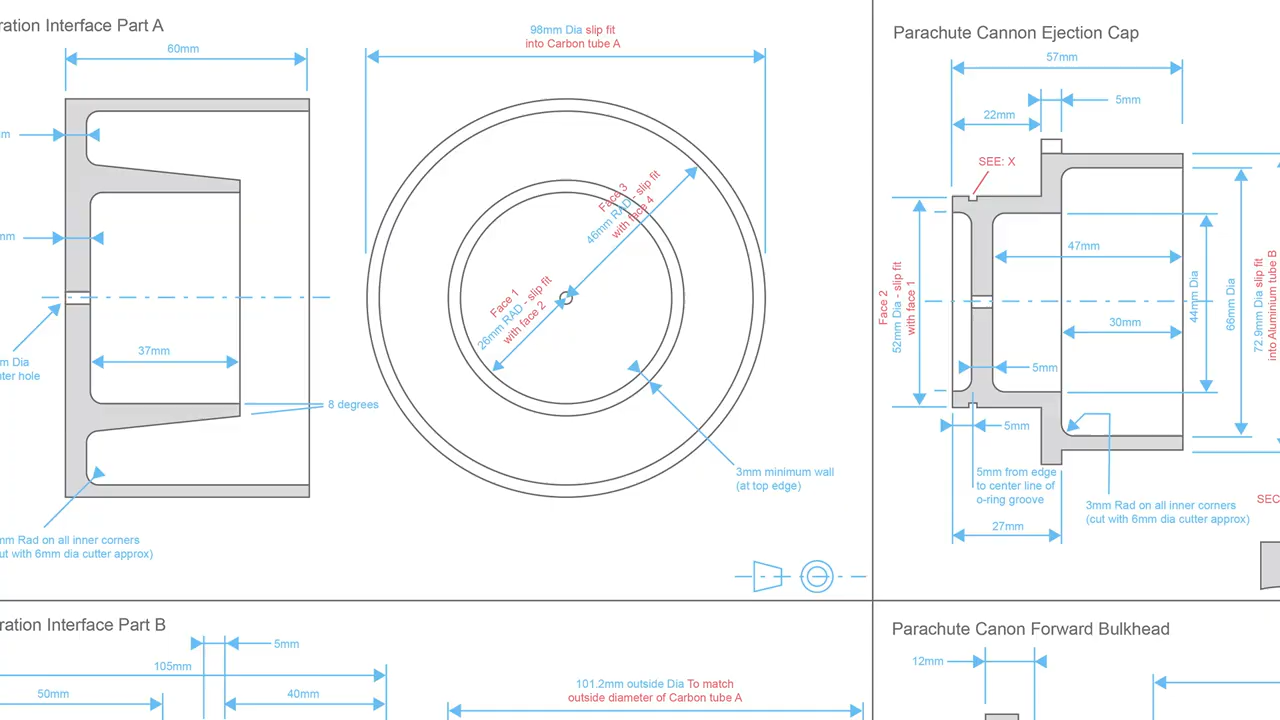 ration Interface Part A
60mm
37mm
8 degrees
m Dia
ter hole
mm Rad on all inner corners
ut with 6mm dia cutter approx)
98mm Dia slip fit
into Carbon tube A
Face 3
46mm RAD - slip fit
with face 4
Face 1
26mm RAD - slip fit
with face 2
3mm minimum wall
(at top edge)
Parachute Cannon Ejection Cap
57mm
5mm
22mm
SEE: X
Face 2
52mm Dia - slip fit
with face 1
47mm
44mm Dia
66mm Dia
72.9mm Dia slip fit
into Aluminium tube B
30mm
5mm
5mm
5mm from edge
to center line of
o-ring groove
3mm Rad on all inner corners
(cut with 6mm dia cutter approx)
27mm
SEC
ration Interface Part B
5mm
105mm
50mm
40mm
101.2mm outside Dia To match
outside diameter of Carbon tube A
Parachute Canon Forward Bulkhead
12mm